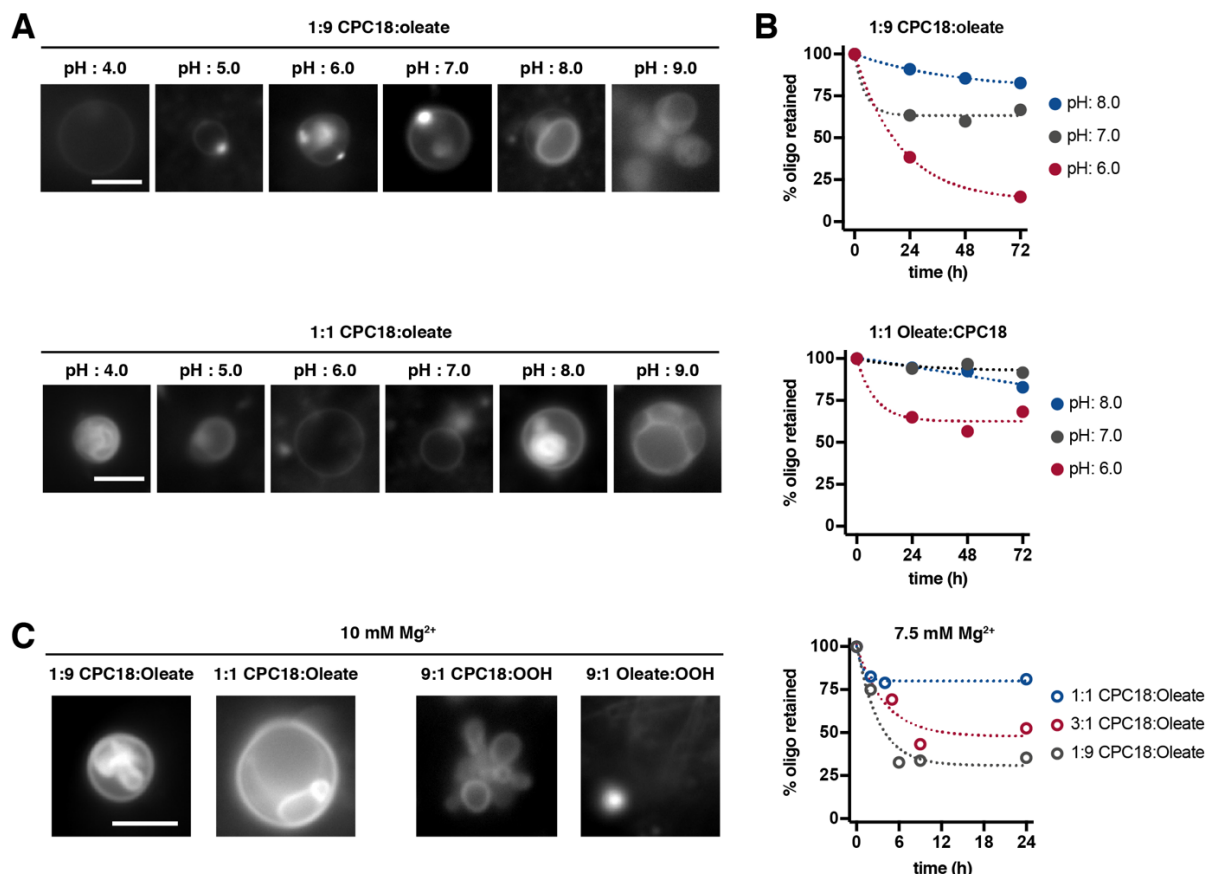 A
1:9 CPC18:oleate
pH : 4.0 pH : 5.0 pH : 6.0 pH : 7.0 pH : 8.0 pH : 9.0
1:1 CPC18:oleate
pH : 4.0 pH : 5.0 pH : 6.0 pH : 7.0 pH : 8.0 pH : 9.0
B
1:9 CPC18:oleate
% oligo retained
100
75
50
25
0
0 24 48 72
time (h)
pH: 8.0
pH: 7.0
pH: 6.0
1:1 Oleate:CPC18
% oligo retained
100
75
50
25
0
0 24 48 72
time (h)
pH: 8.0
pH: 7.0
pH: 6.0
C
10 mM Mg²⁺
1:9 CPC18:Oleate 1:1 CPC18:Oleate 9:1 CPC18:OOH 9:1 Oleate:OOH
7.5 mM Mg²⁺
% oligo retained
100
75
50
25
0
0 6 12 18 24
time (h)
1:1 CPC18:Oleate
3:1 CPC18:Oleate
1:9 CPC18:Oleate